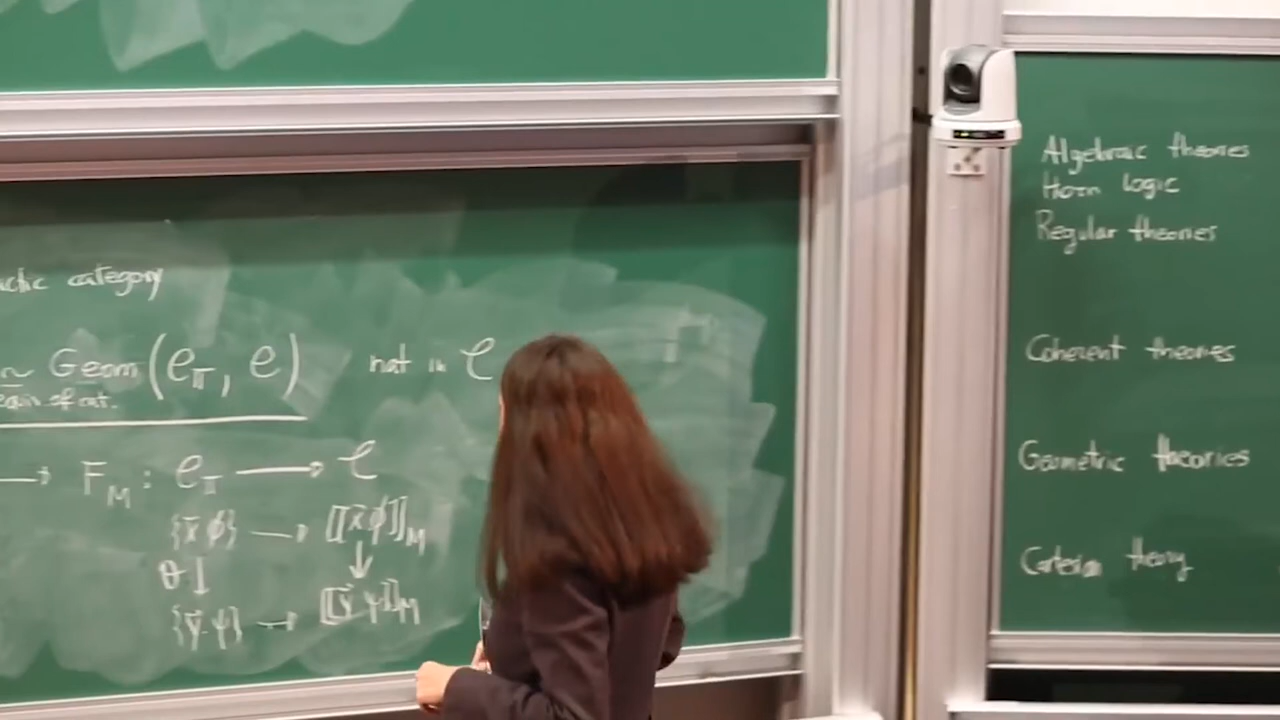 category
Geom (𝒞_𝕋, 𝒞) nat in 𝒞
→ F_M : 𝒞_𝕋 ⟶ 𝒞
{x⃗.ϕ} ⟶ [[x⃗.ϕ]]_M
θ ↓ ↓
{y⃗.ψ} ⟶ [[y⃗.ψ]]_M
Algebraic theories
Horn logic
Regular theories
Coherent theories
Geometric theories
Cartesian theory